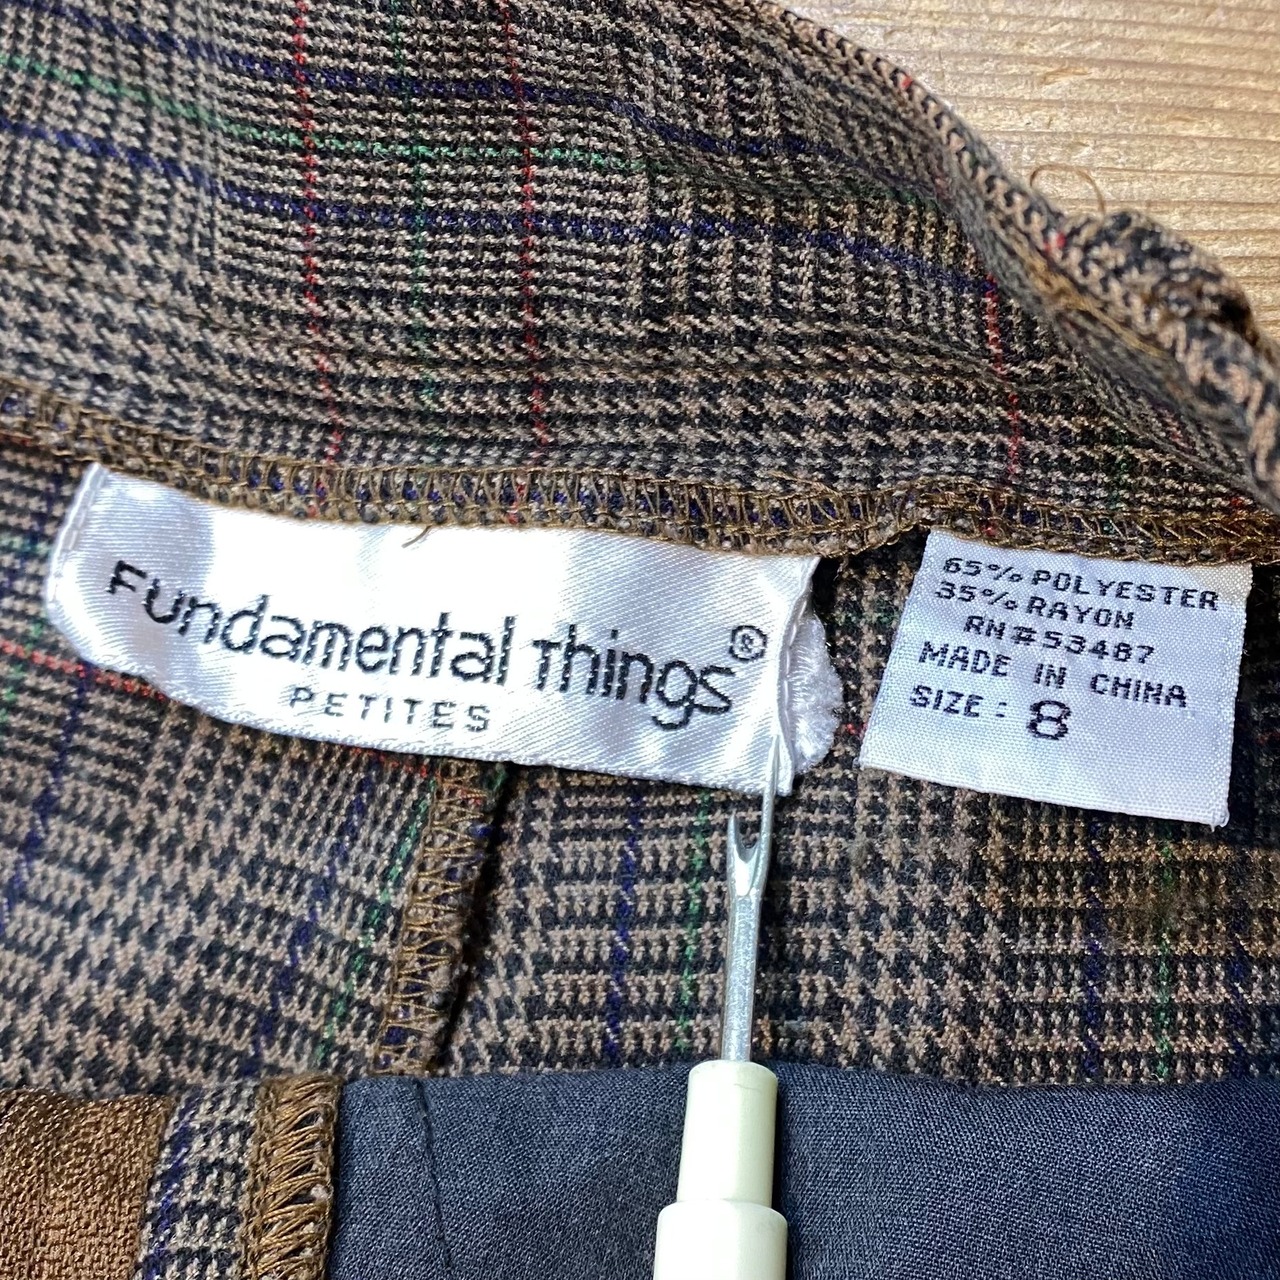 Fundamental Things®
PETITES
65% POLYESTER
35% RAYON
RN#53487
MADE IN CHINA
SIZE: 8